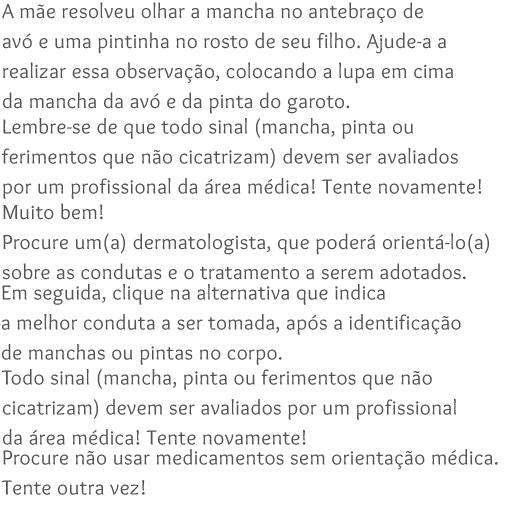 A mãe resolveu olhar a mancha no antebraço de
avó e uma pintinha no rosto de seu filho. Ajude-a a
realizar essa observação, colocando a lupa em cima
da mancha da avó e da pinta do garoto.
Lembre-se de que todo sinal (mancha, pinta ou
ferimentos que não cicatrizam) devem ser avaliados
por um profissional da área médica! Tente novamente!
Muito bem!
Procure um(a) dermatologista, que poderá orientá-lo(a)
sobre as condutas e o tratamento a serem adotados.
Em seguida, clique na alternativa que indica
a melhor conduta a ser tomada, após a identificação
de manchas ou pintas no corpo.
Todo sinal (mancha, pinta ou ferimentos que não
cicatrizam) devem ser avaliados por um profissional
da área médica! Tente novamente!
Procure não usar medicamentos sem orientação médica.
Tente outra vez!